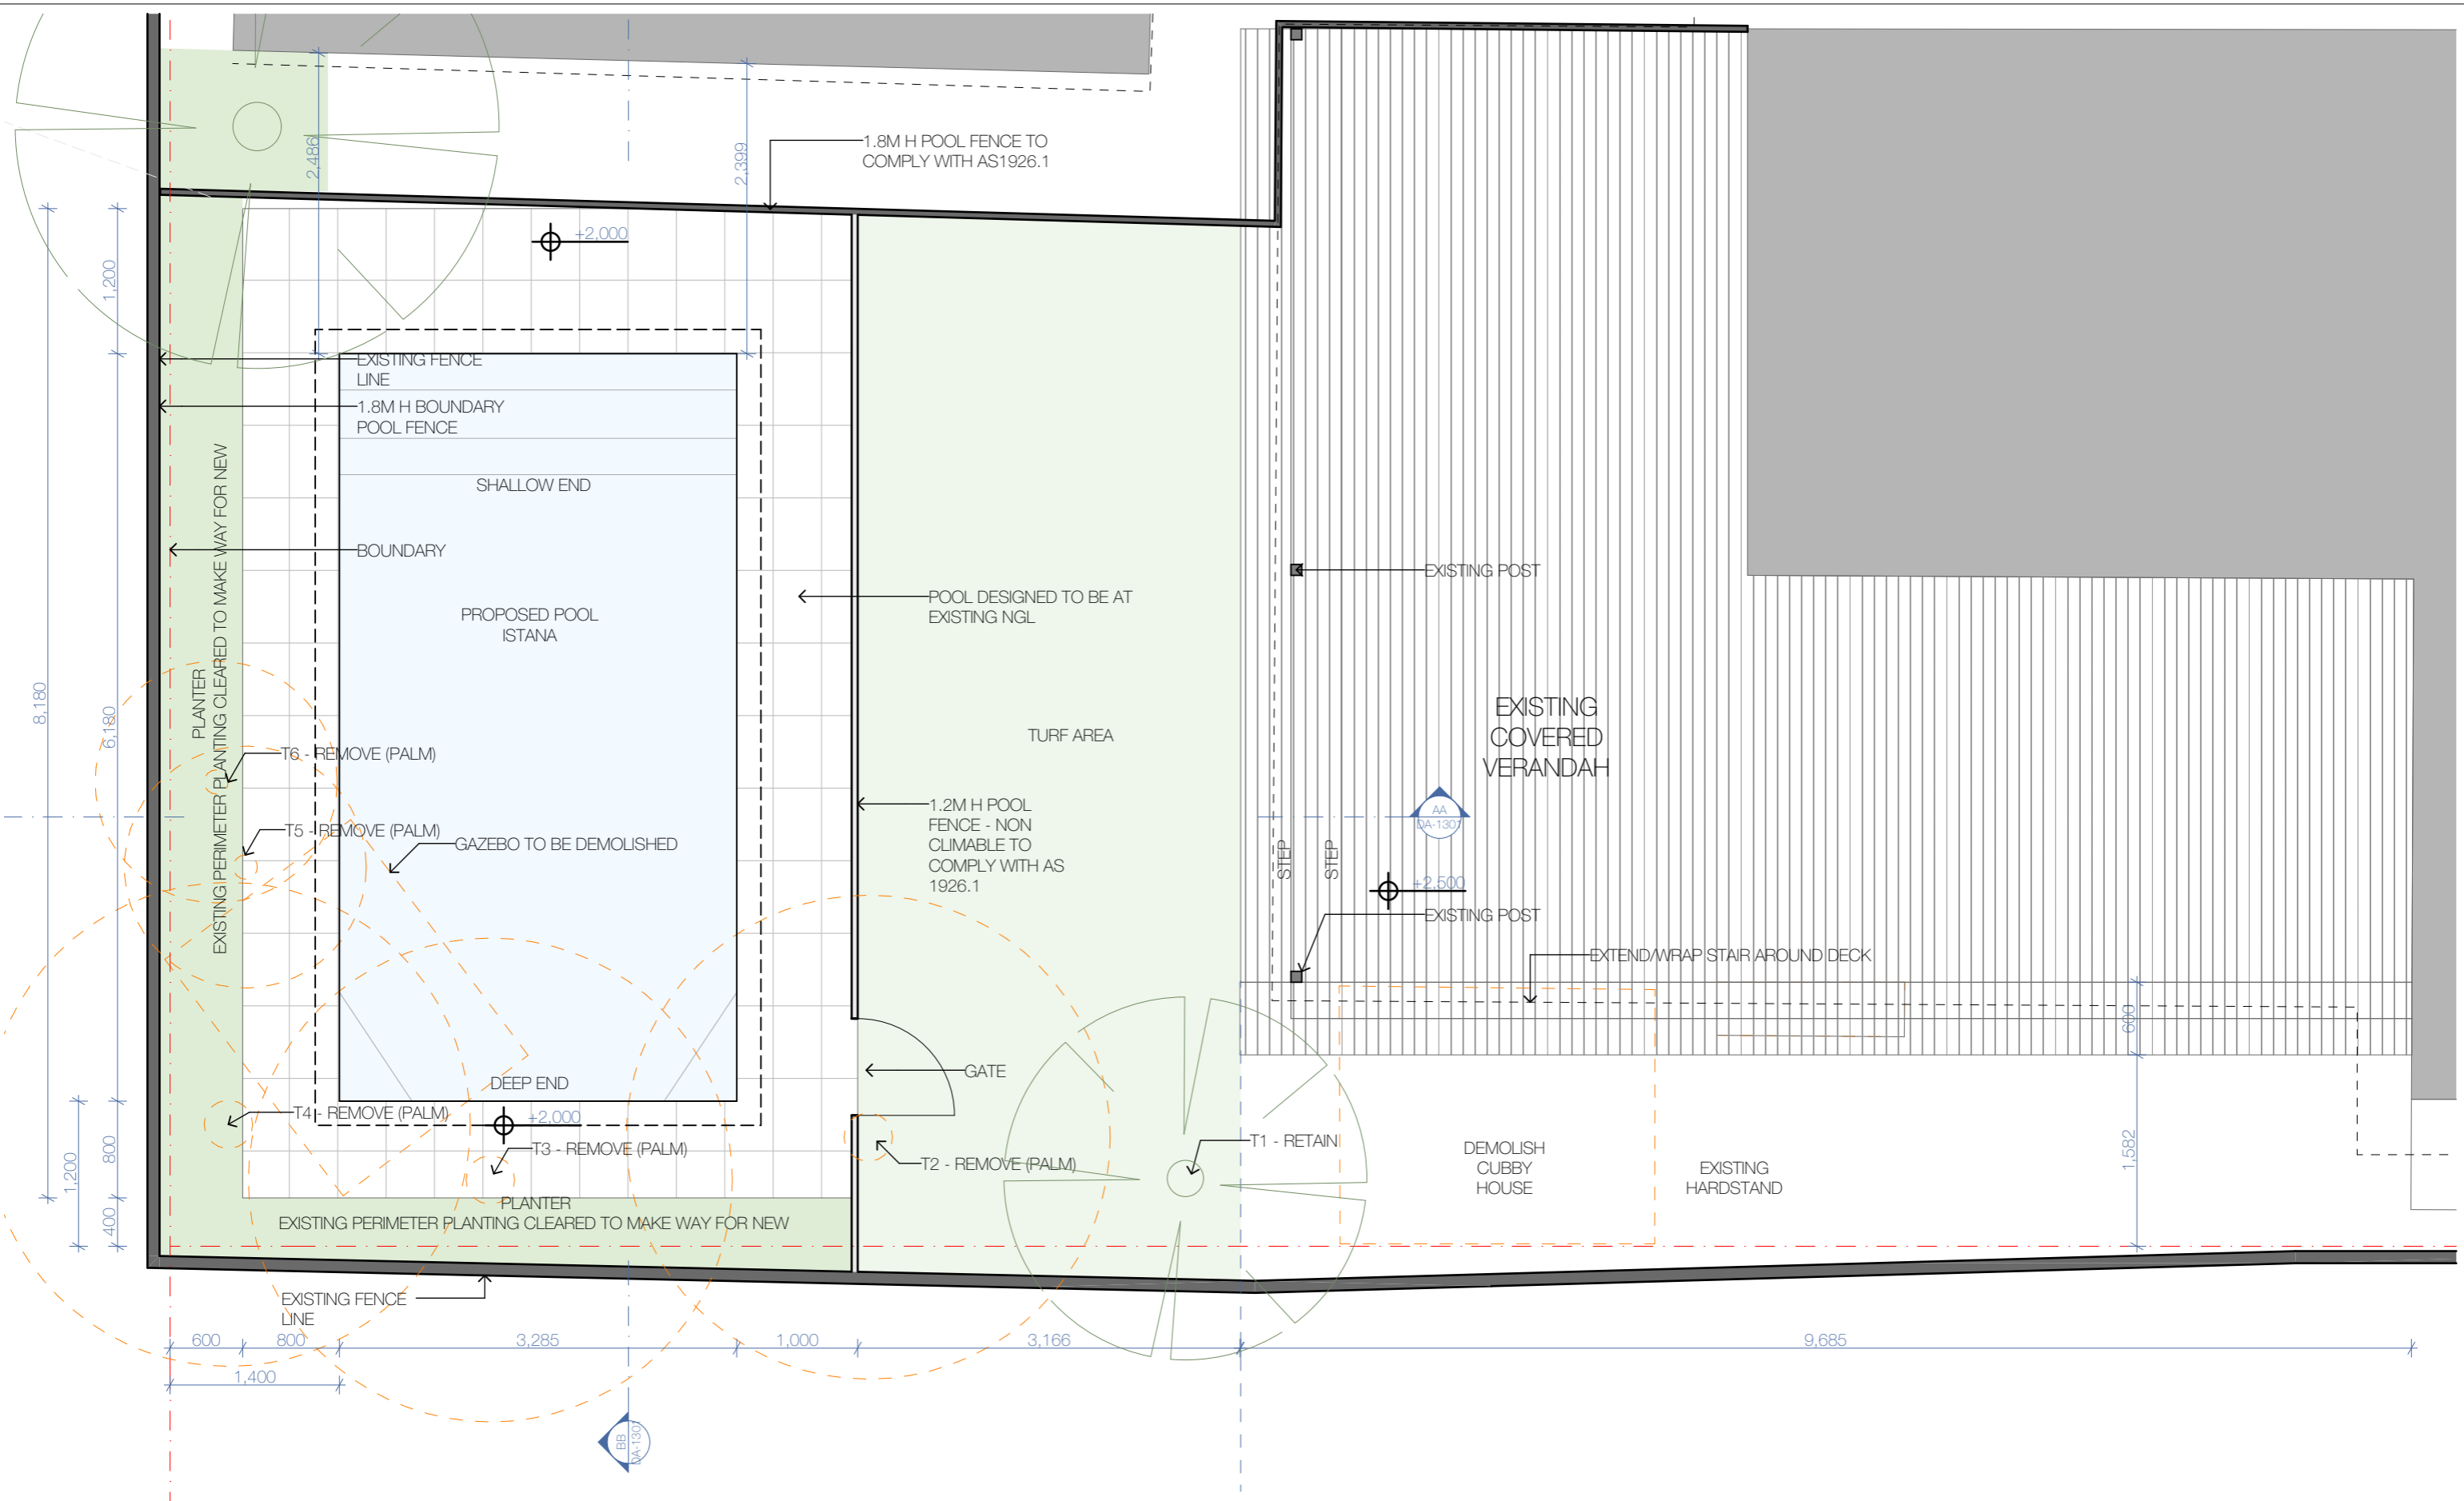 2,486
2,399
1.8M H POOL FENCE TO
COMPLY WITH AS1926.1
+2,000
1,200
EXISTING FENCE
LINE
1.8M H BOUNDARY
POOL FENCE
SHALLOW END
BOUNDARY
EXISTING POST
POOL DESIGNED TO BE AT
EXISTING NGL
PROPOSED POOL
ISTANA
PLANTER
EXISTING PERIMETER PLANTING CLEARED TO MAKE WAY FOR NEW
8,180
6,180
TURF AREA
EXISTING
COVERED
VERANDAH
T6 - REMOVE (PALM)
T5 - REMOVE (PALM)
GAZEBO TO BE DEMOLISHED
1.2M H POOL
FENCE - NON
CLIMABLE TO
COMPLY WITH AS
1926.1
AA
DA-1301
STEP
STEP
+2,500
EXISTING POST
EXTEND/WRAP STAIR AROUND DECK
600
GATE
DEEP END
T4 - REMOVE (PALM)
+2,000
T3 - REMOVE (PALM)
T2 - REMOVE (PALM)
T1 - RETAIN
DEMOLISH
CUBBY
HOUSE
EXISTING
HARDSTAND
1,582
1,200
800
400
PLANTER
EXISTING PERIMETER PLANTING CLEARED TO MAKE WAY FOR NEW
EXISTING FENCE
LINE
600
800
3,285
1,000
3,166
9,685
1,400
BB
DA-1301